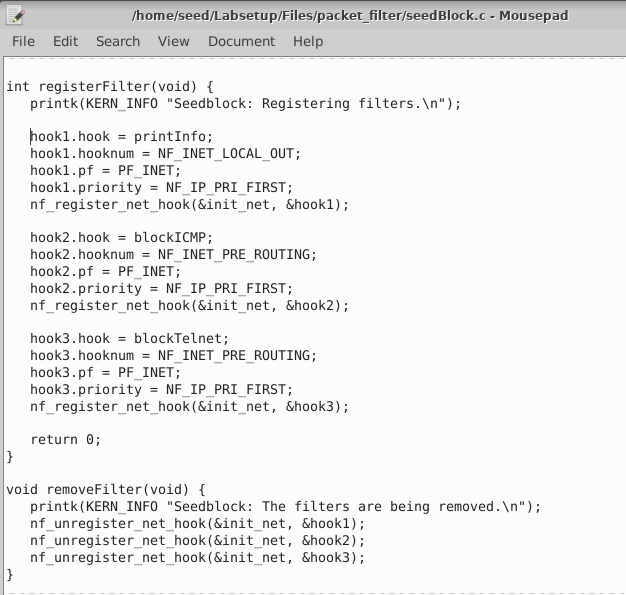 /home/seed/Labsetup/Files/packet_filter/seedBlock.c - Mousepad
File Edit Search View Document Help
int registerFilter(void) {
   printk(KERN_INFO "Seedblock: Registering filters.\n");

   hook1.hook = printInfo;
   hook1.hooknum = NF_INET_LOCAL_OUT;
   hook1.pf = PF_INET;
   hook1.priority = NF_IP_PRI_FIRST;
   nf_register_net_hook(&init_net, &hook1);

   hook2.hook = blockICMP;
   hook2.hooknum = NF_INET_PRE_ROUTING;
   hook2.pf = PF_INET;
   hook2.priority = NF_IP_PRI_FIRST;
   nf_register_net_hook(&init_net, &hook2);

   hook3.hook = blockTelnet;
   hook3.hooknum = NF_INET_PRE_ROUTING;
   hook3.pf = PF_INET;
   hook3.priority = NF_IP_PRI_FIRST;
   nf_register_net_hook(&init_net, &hook3);

   return 0;
}

void removeFilter(void) {
   printk(KERN_INFO "Seedblock: The filters are being removed.\n");
   nf_unregister_net_hook(&init_net, &hook1);
   nf_unregister_net_hook(&init_net, &hook2);
   nf_unregister_net_hook(&init_net, &hook3);
}